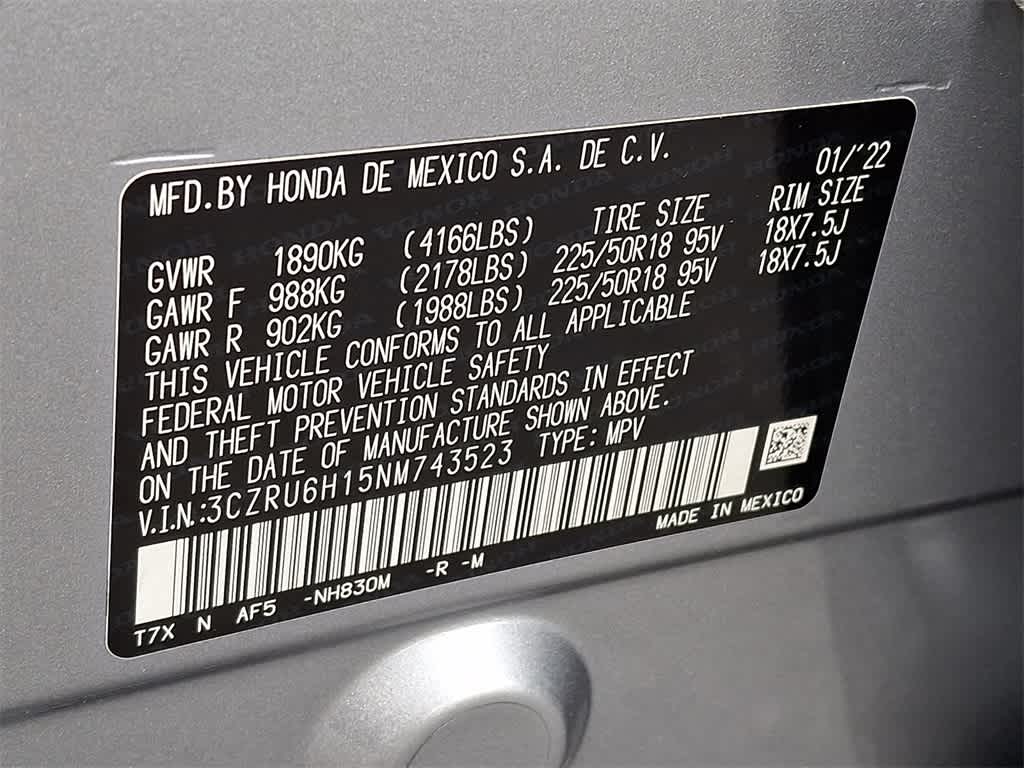 MFD.BY HONDA DE MEXICO S.A. DE C.V. 01/'22
TIRE SIZE RIM SIZE
GVWR 1890KG (4166LBS)
GAWR F 988KG (2178LBS) 225/50R18 95V 18X7.5J
GAWR R 902KG (1988LBS) 225/50R18 95V 18X7.5J
THIS VEHICLE CONFORMS TO ALL APPLICABLE
FEDERAL MOTOR VEHICLE SAFETY
AND THEFT PREVENTION STANDARDS IN EFFECT
ON THE DATE OF MANUFACTURE SHOWN ABOVE.
V.I.N.:3CZRU6H15NM743523 TYPE: MPV
MADE IN MEXICO
T7X N AF5 -NH830M -R -M